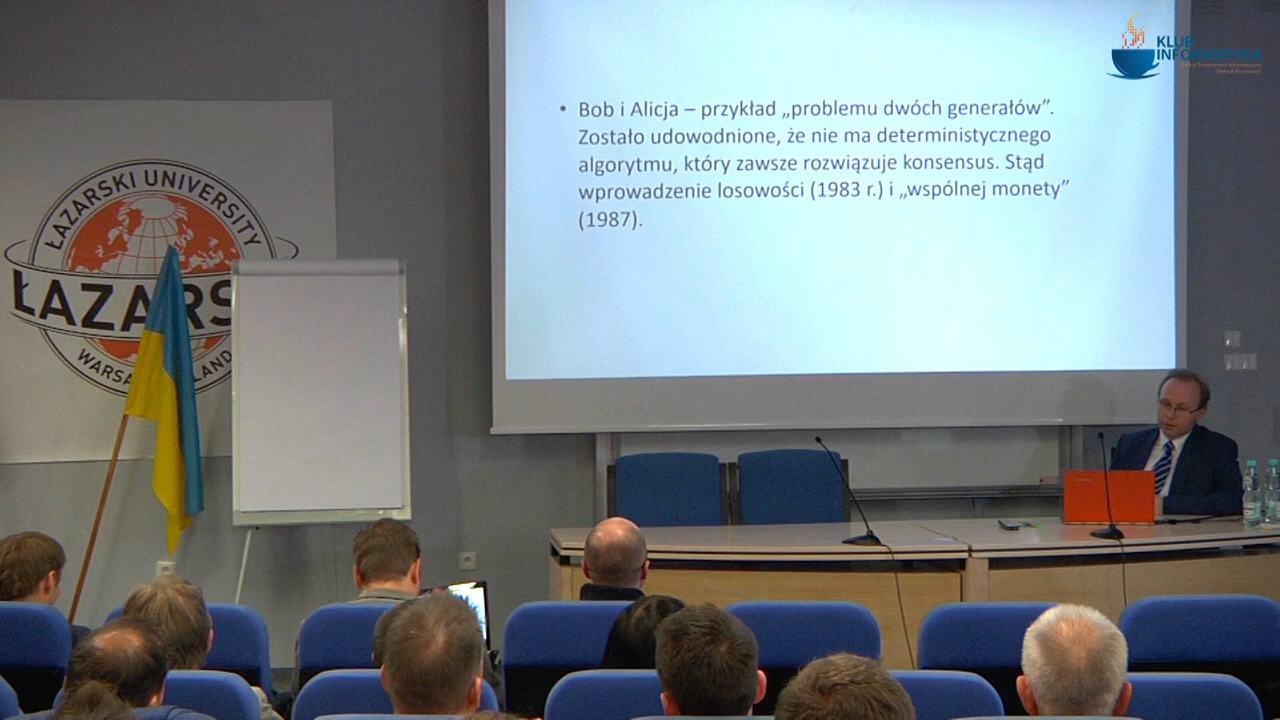 KLUB
INFORMATYKA
• Bob i Alicja – przykład „problemu dwóch generałów”.
Zostało udowodnione, że nie ma deterministycznego
algorytmu, który zawsze rozwiązuje konsensus. Stąd
wprowadzenie losowości (1983 r.) i „wspólnej monety”
(1987).
ŁAZARSKI UNIVERSITY
ŁAZARS
WARSA LAND